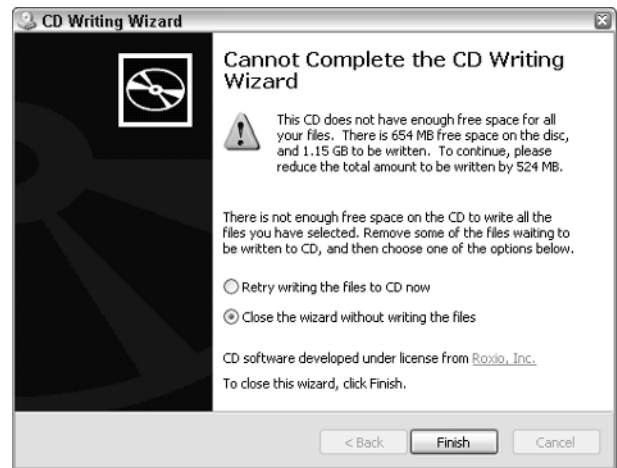 CD Writing Wizard
Cannot Complete the CD Writing
Wizard
This CD does not have enough free space for all
your files. There is 654 MB free space on the disc,
and 1.15 GB to be written. To continue, please
reduce the total amount to be written by 524 MB.
There is not enough free space on the CD to write all the
files you have selected. Remove some of the files waiting to
be written to CD, and then choose one of the options below.
Retry writing the files to CD now
Close the wizard without writing the files
CD software developed under license from Roxio, Inc.
To close this wizard, click Finish.
< Back Finish Cancel